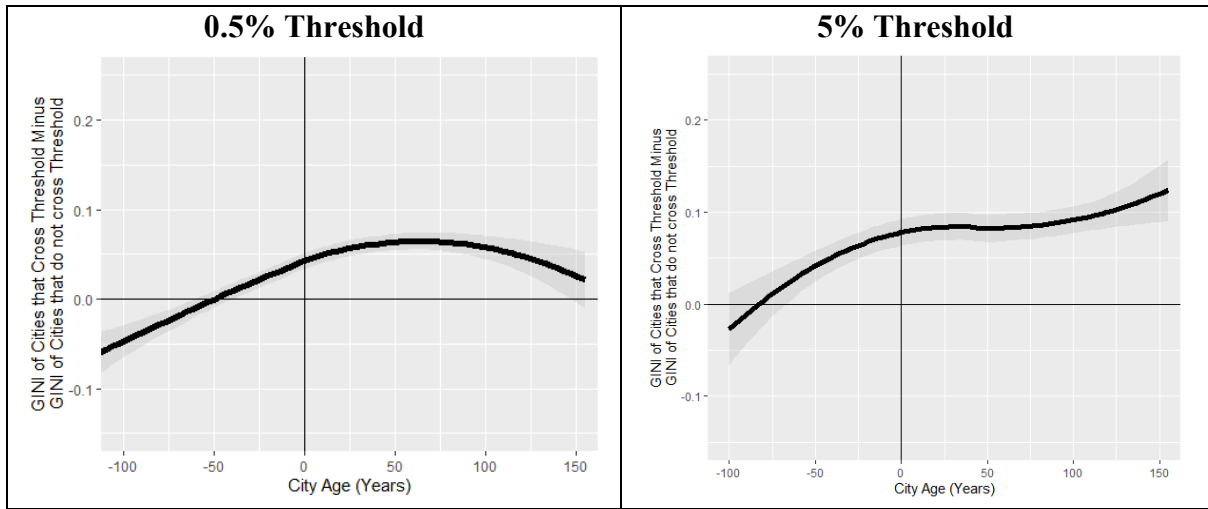 0.5% Threshold
GINI of Cities that Cross Threshold Minus
GINI of Cities that do not cross Threshold
0.2
0.1
0.0
-0.1
-100 -50 0 50 100 150
City Age (Years)
5% Threshold
GINI of Cities that Cross Threshold Minus
GINI of Cities that do not cross Threshold
0.2
0.1
0.0
-0.1
-100 -50 0 50 100 150
City Age (Years)